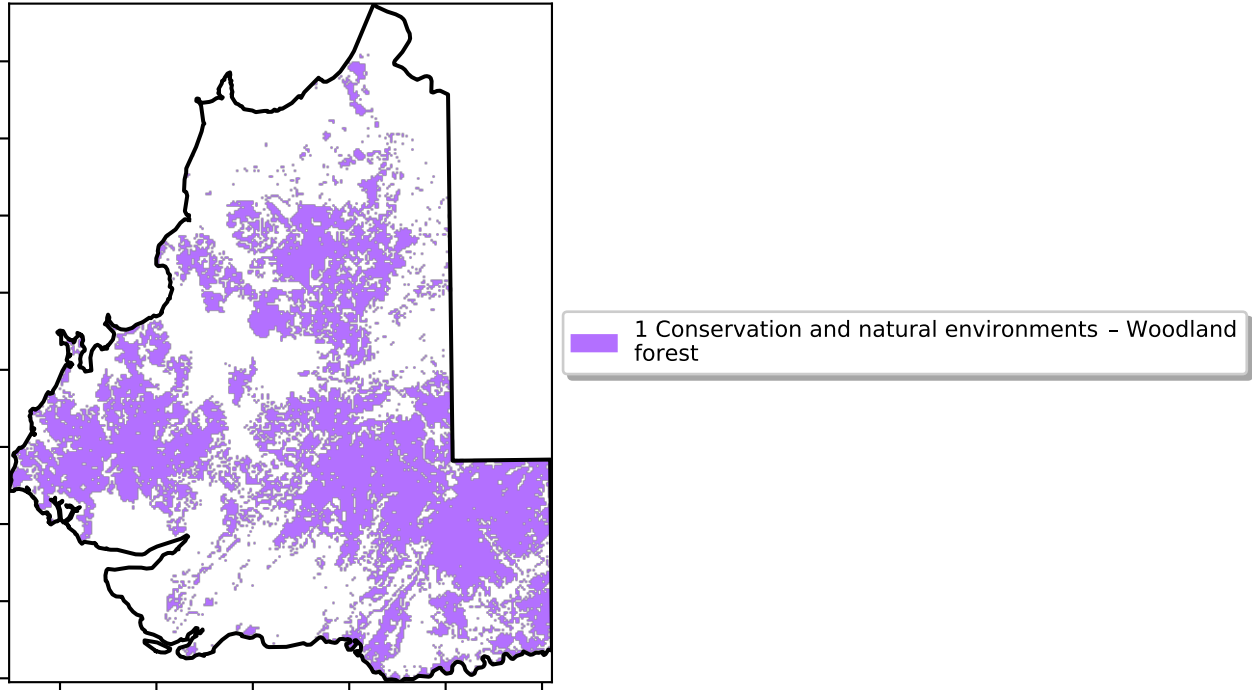 1 Conservation and natural environments – Woodland
forest